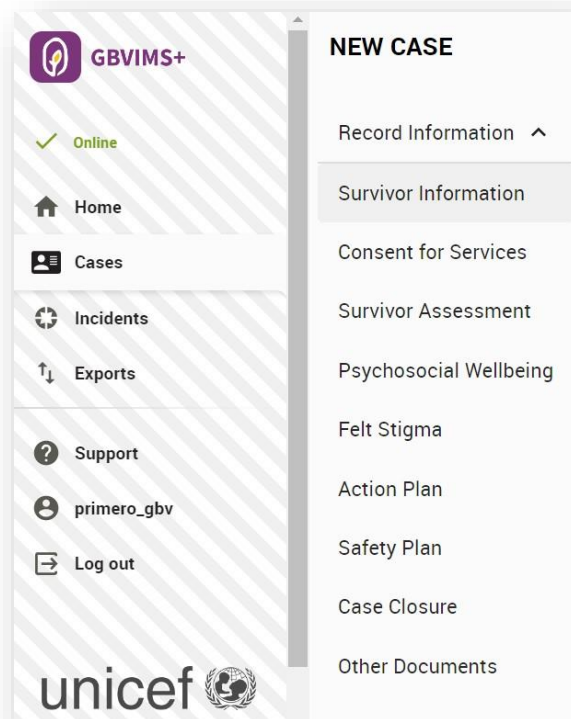 GBVIMS+
Online
Home
Cases
Incidents
Exports
Support
primero_gbv
Log out
unicef
NEW CASE
Record Information
Survivor Information
Consent for Services
Survivor Assessment
Psychosocial Wellbeing
Felt Stigma
Action Plan
Safety Plan
Case Closure
Other Documents